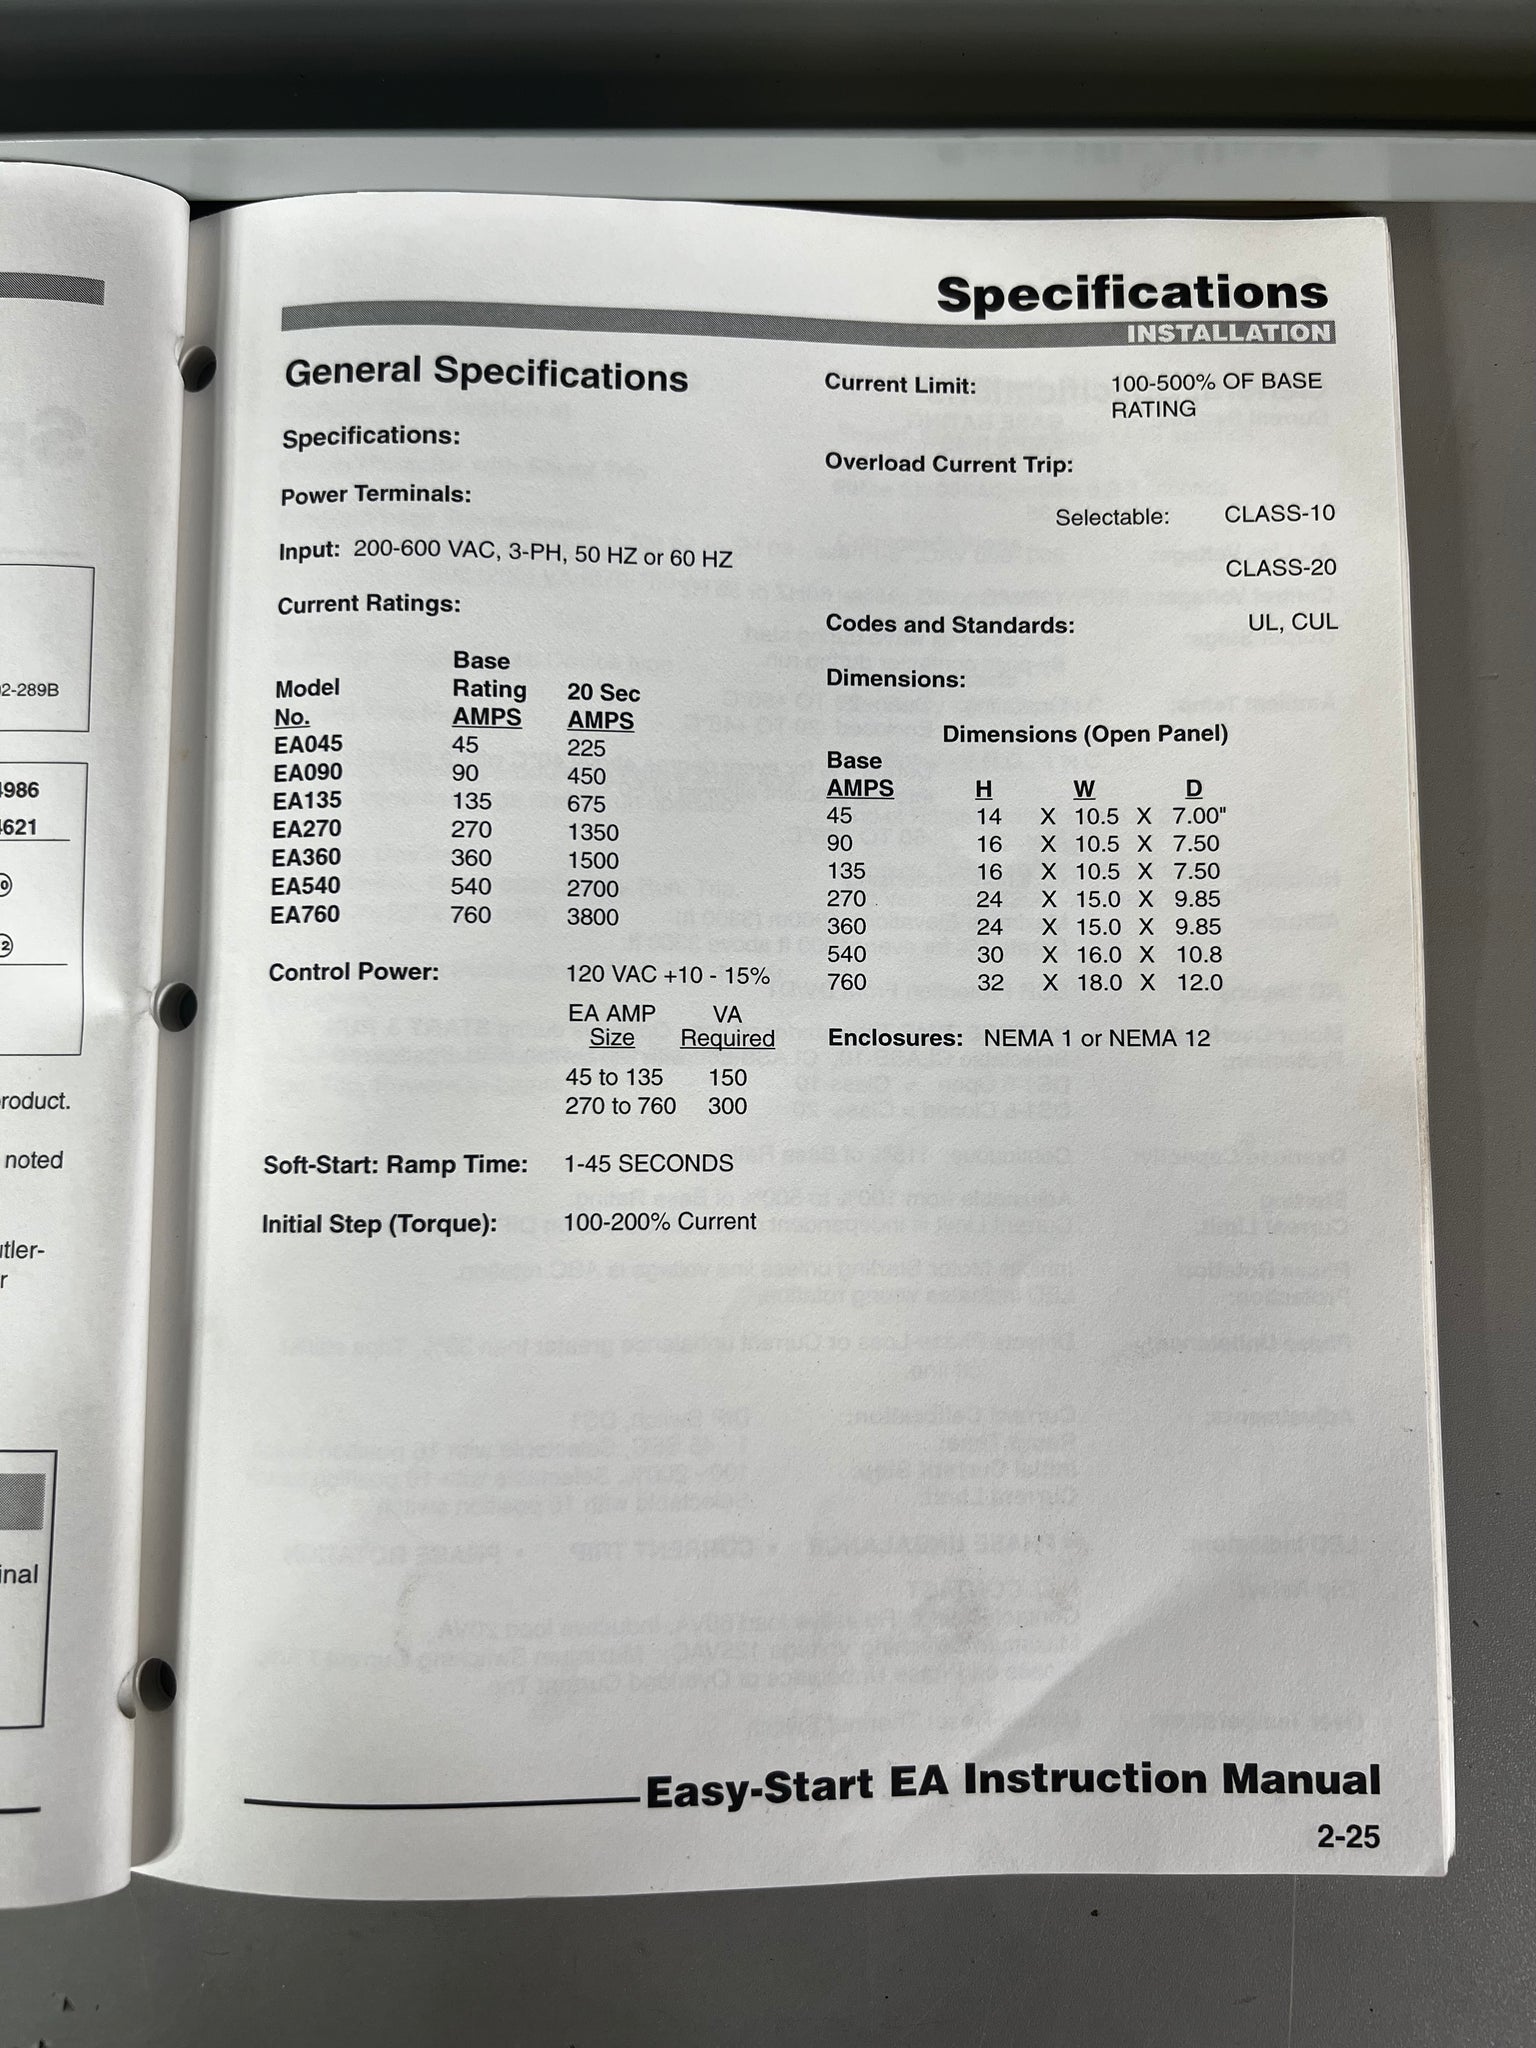 02-289B
4986
4621
roduct.
noted
utler-
r
inal
Specifications
INSTALLATION
General Specifications
Specifications:
Power Terminals:
Input: 200-600 VAC, 3-PH, 50 HZ or 60 HZ
Current Ratings:
Base
Model Rating 20 Sec
No. AMPS AMPS
EA045 45 225
EA090 90 450
EA135 135 675
EA270 270 1350
EA360 360 1500
EA540 540 2700
EA760 760 3800
Control Power: 120 VAC +10 - 15%
EA AMP VA
Size Required
45 to 135 150
270 to 760 300
Soft-Start: Ramp Time: 1-45 SECONDS
Initial Step (Torque): 100-200% Current
Current Limit: 100-500% OF BASE
RATING
Overload Current Trip:
Selectable: CLASS-10
CLASS-20
Codes and Standards: UL, CUL
Dimensions:
Dimensions (Open Panel)
Base
AMPS H W D
45 14 X 10.5 X 7.00"
90 16 X 10.5 X 7.50
135 16 X 10.5 X 7.50
270 24 X 15.0 X 9.85
360 24 X 15.0 X 9.85
540 30 X 16.0 X 10.8
760 32 X 18.0 X 12.0
Enclosures: NEMA 1 or NEMA 12
Easy-Start EA Instruction Manual
2-25